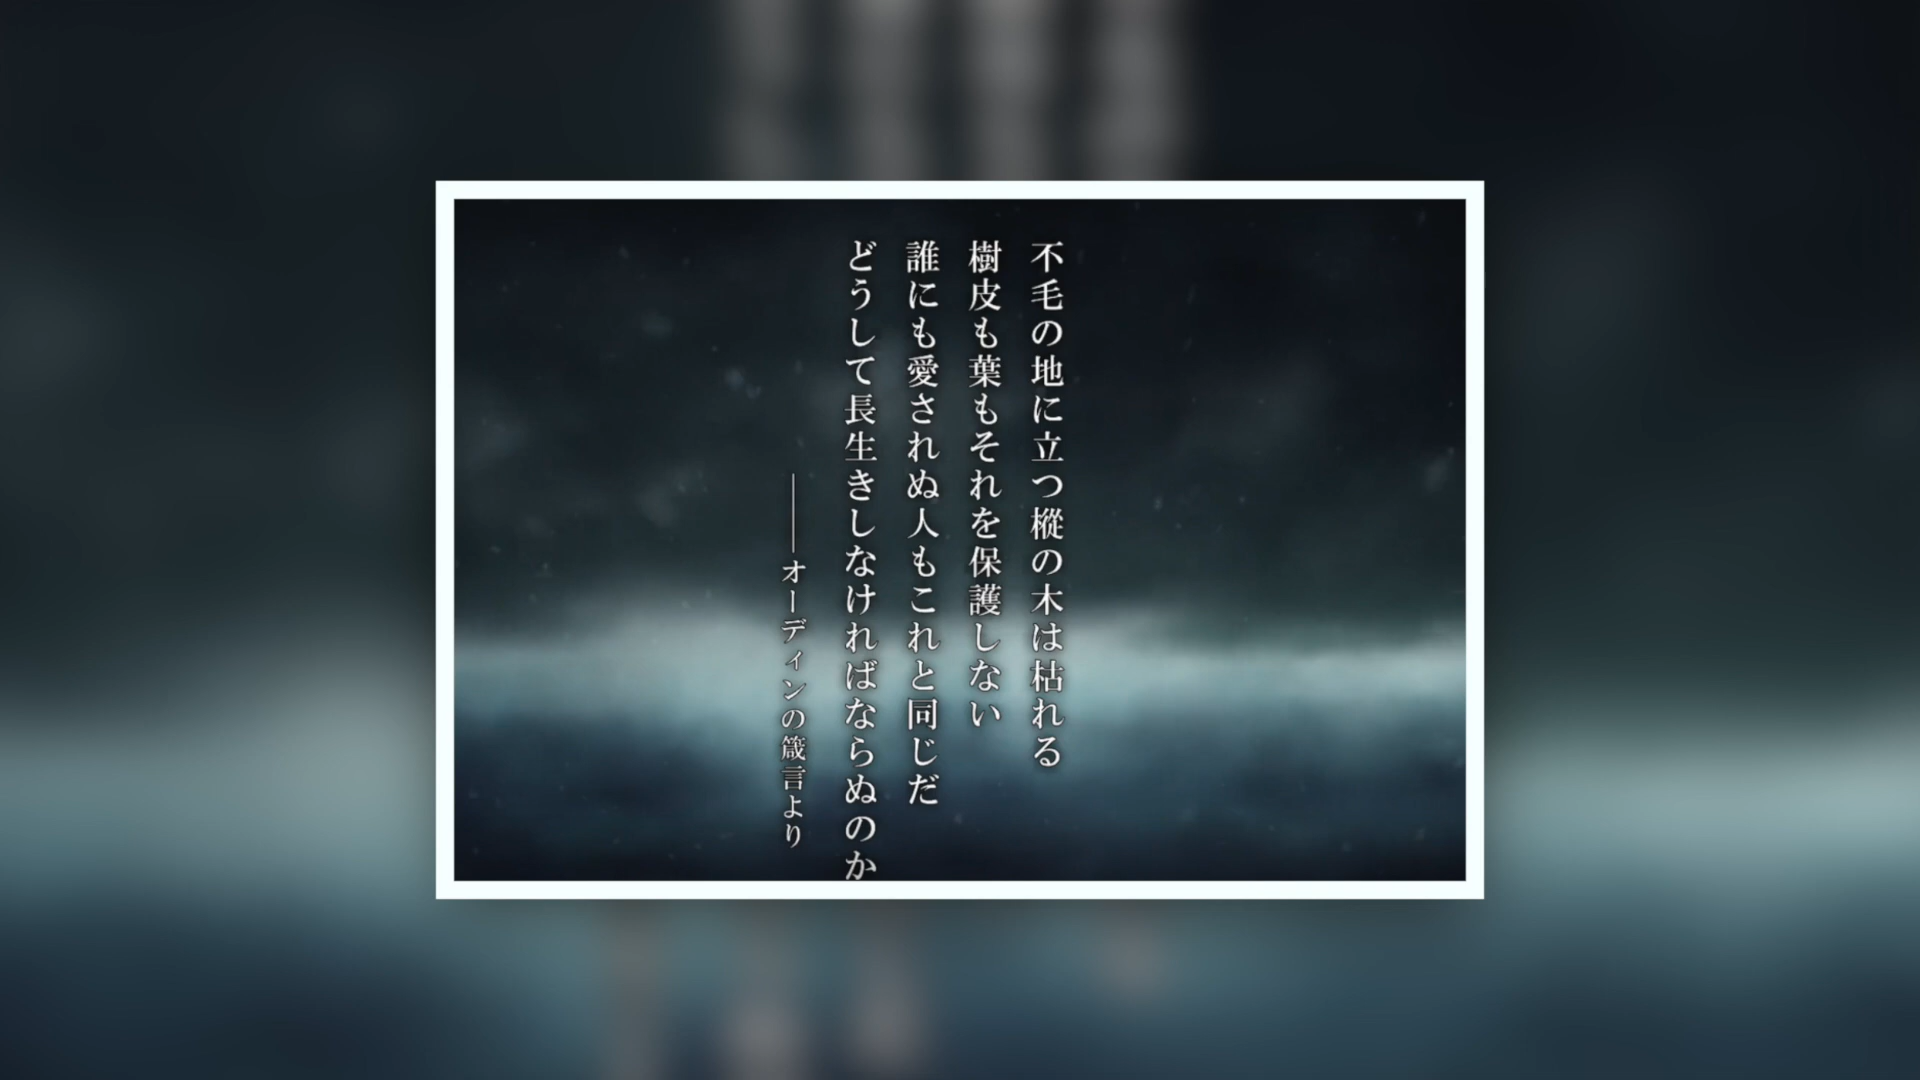 不毛の地に立つ樅の木は枯れる
樹皮も葉もそれを保護しない
誰にも愛されぬ人もこれと同じだ
どうして長生きしなければならぬのか
――オーディンの箴言より